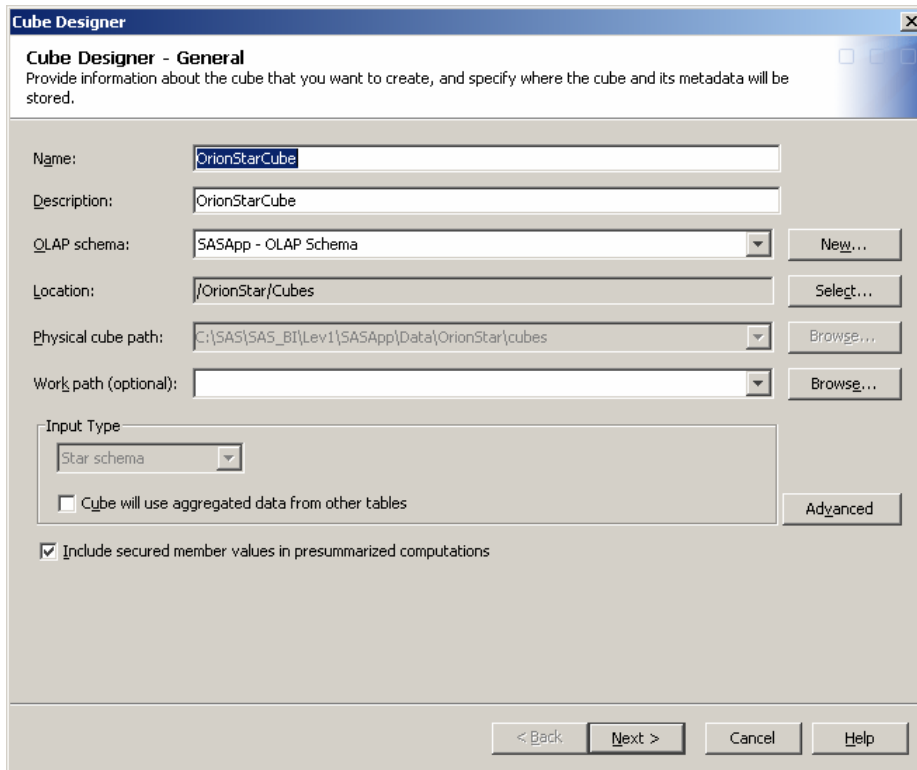 Cube Designer
Cube Designer - General
Provide information about the cube that you want to create, and specify where the cube and its metadata will be
stored.
Name: OrionStarCube
Description: OrionStarCube
OLAP schema: SASApp - OLAP Schema New...
Location: /OrionStar/Cubes Select...
Physical cube path: C:\SAS\SAS_BI\Lev1\SASApp\Data\OrionStar\cubes Browse...
Work path (optional): Browse...
Input Type
Star schema
Cube will use aggregated data from other tables
Advanced
Include secured member values in presummarized computations
< Back Next > Cancel Help